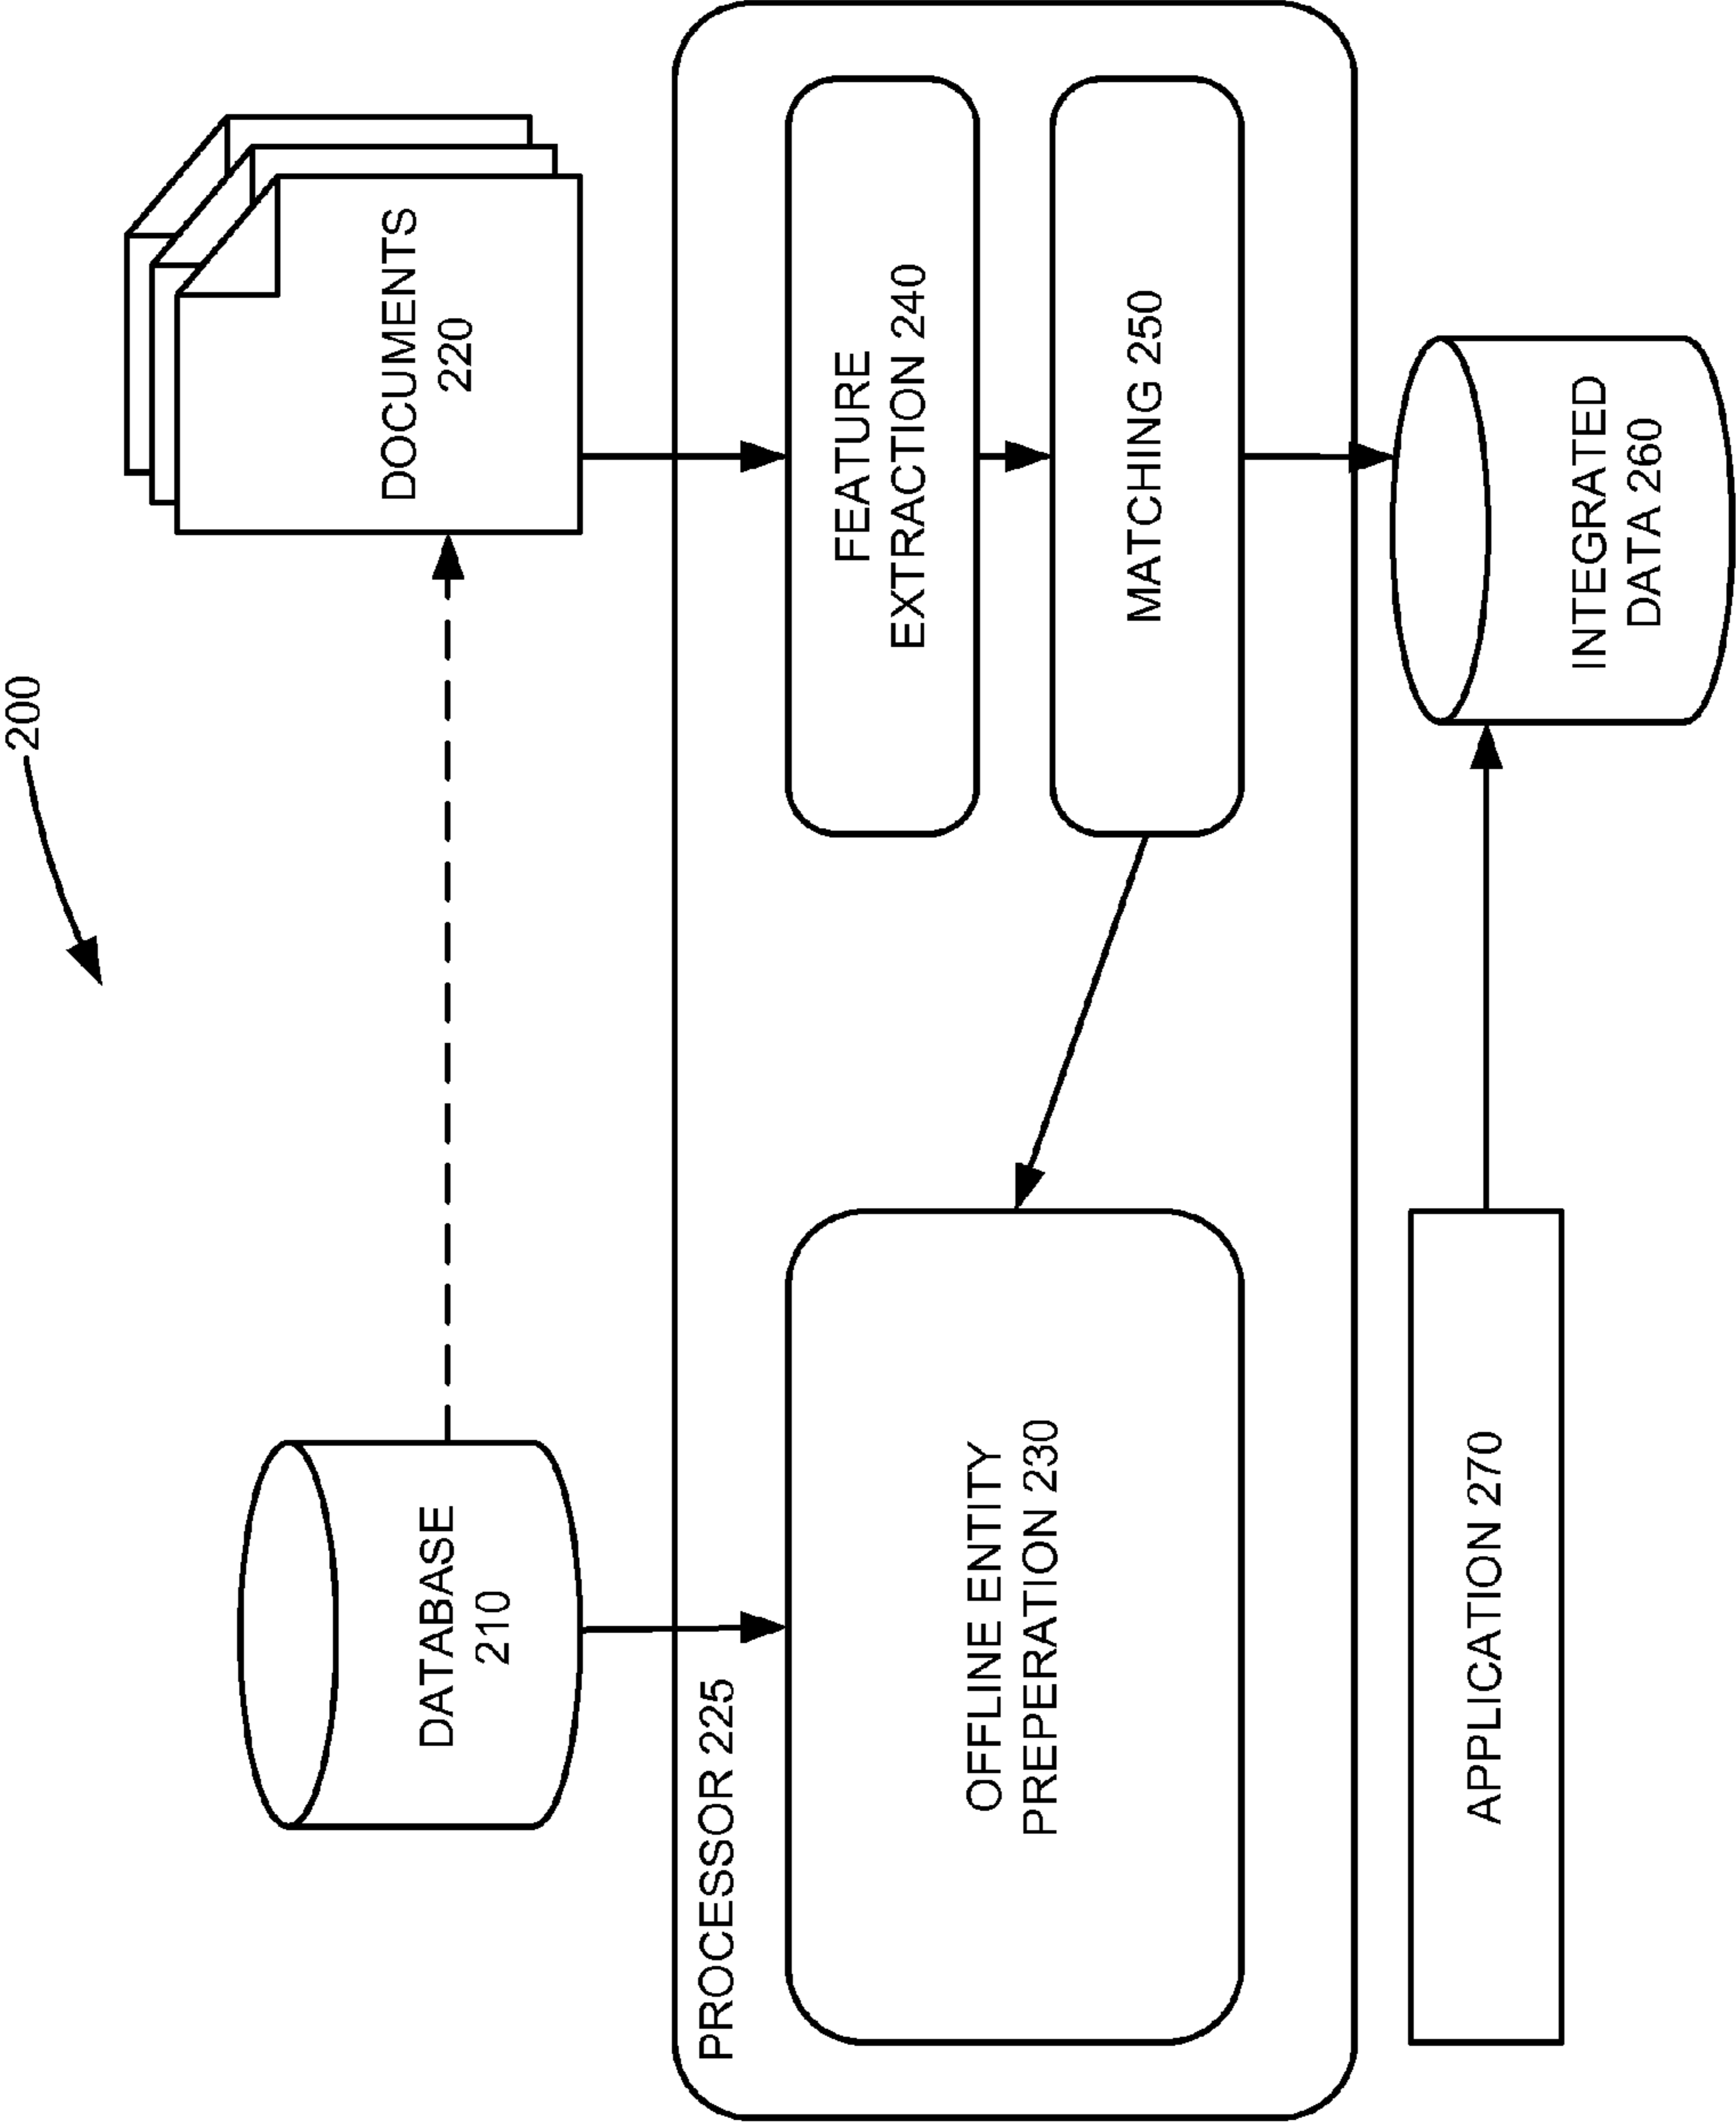 200
DATABASE
210
DOCUMENTS
220
PROCESSOR 225
OFFLINE ENTITY
PREPERATION 230
FEATURE
EXTRACTION 240
MATCHING 250
APPLICATION 270
INTEGRATED
DATA 260